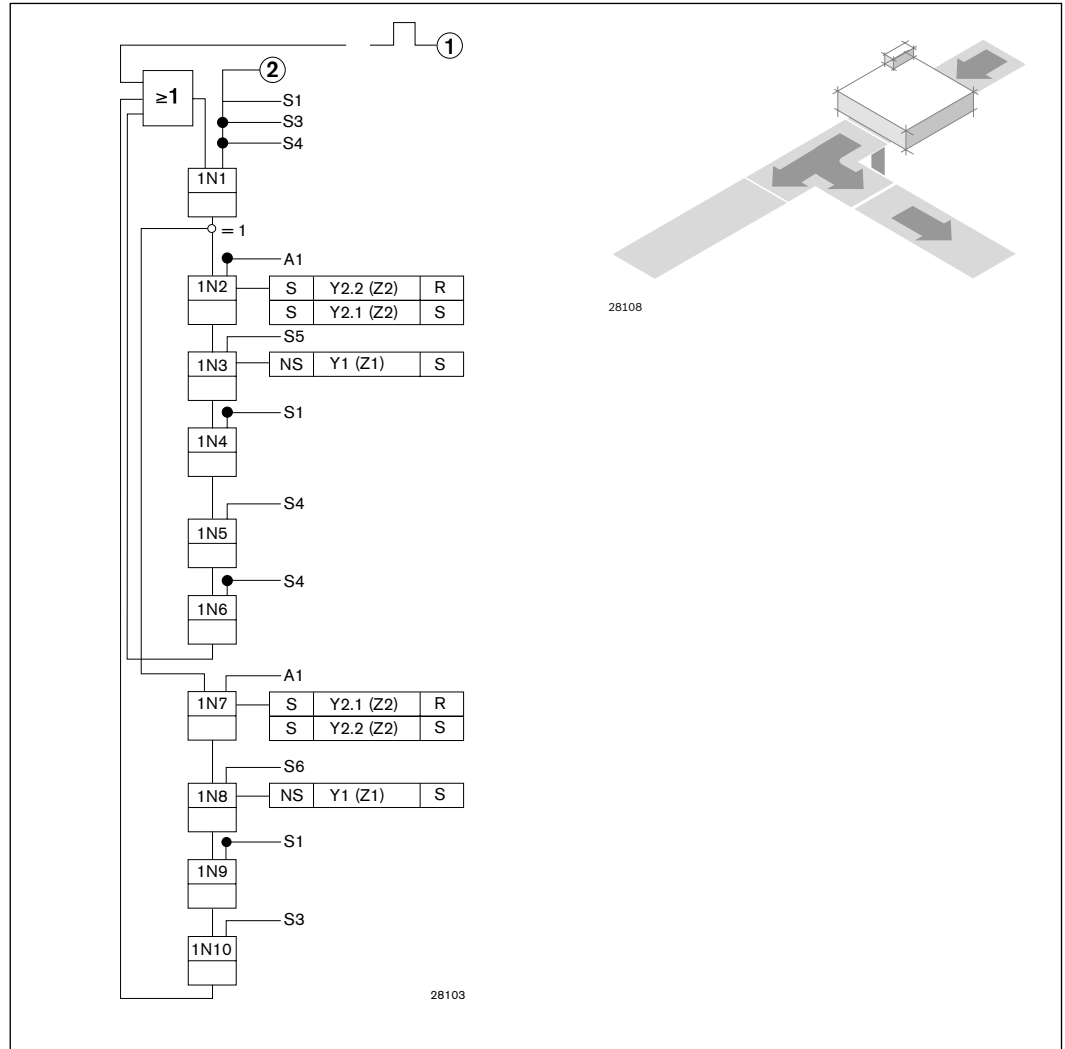 ①
②
≥1
S1
S3
S4
1N1
= 1
A1
1N2
S Y2.2 (Z2) R
S Y2.1 (Z2) S
S5
1N3
NS Y1 (Z1) S
S1
1N4
S4
1N5
S4
1N6
A1
1N7
S Y2.1 (Z2) R
S Y2.2 (Z2) S
S6
1N8
NS Y1 (Z1) S
S1
1N9
S3
1N10
28103
28108